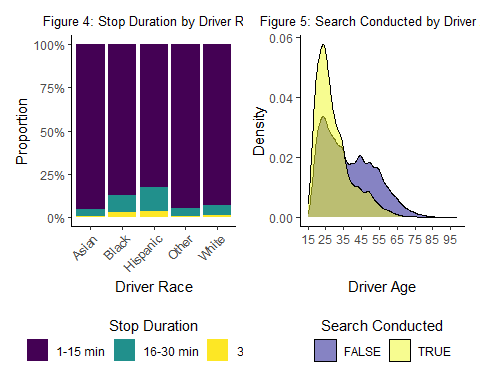 Figure 4: Stop Duration by Driver R
100%
75%
50%
25%
0%
Proportion
Asian
Black
Hispanic
Other
White
Driver Race
Stop Duration
1-15 min
16-30 min
3
Figure 5: Search Conducted by Driver
0.06
0.04
0.02
0.00
Density
15 25 35 45 55 65 75 85 95
Driver Age
Search Conducted
FALSE
TRUE